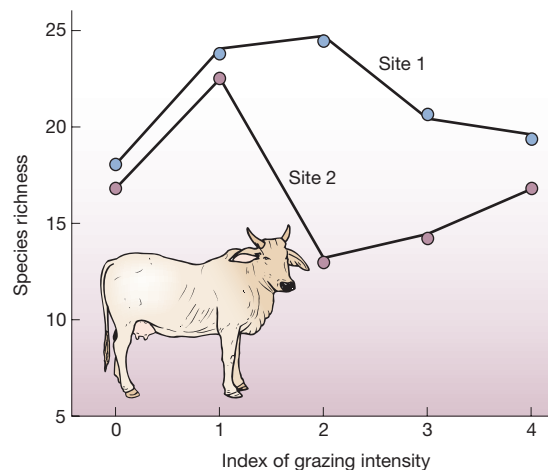 25
20
15
10
5
Species richness
Site 1
Site 2
0 1 2 3 4
Index of grazing intensity